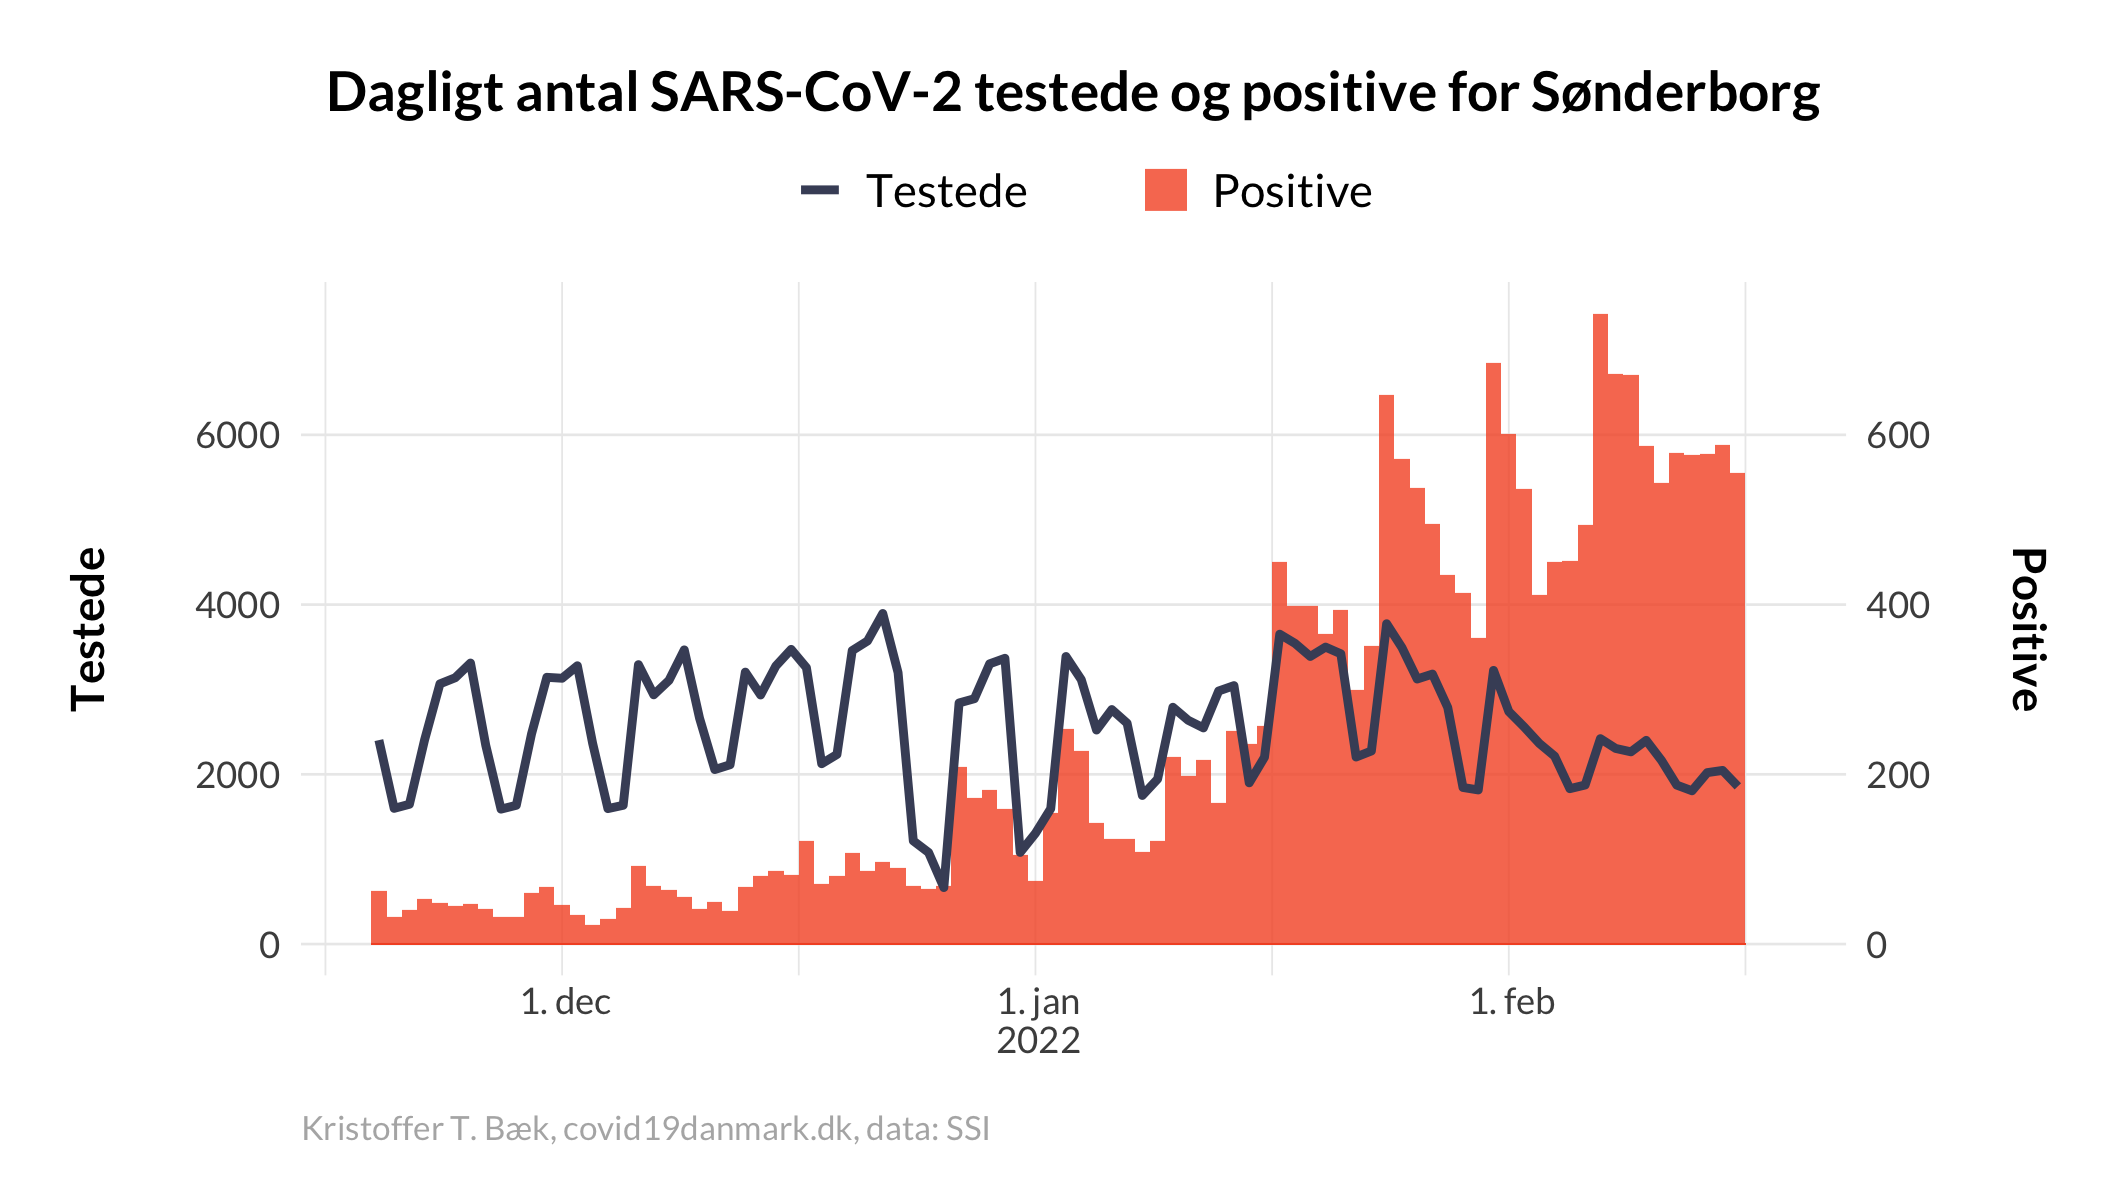 Dagligt antal SARS-CoV-2 testede og positive for Sønderborg
Testede
Positive
Testede
6000
4000
2000
0
600
400
200
0
Positive
1. dec
1. jan
2022
1. feb
Kristoffer T. Bæk, covid19danmark.dk, data: SSI